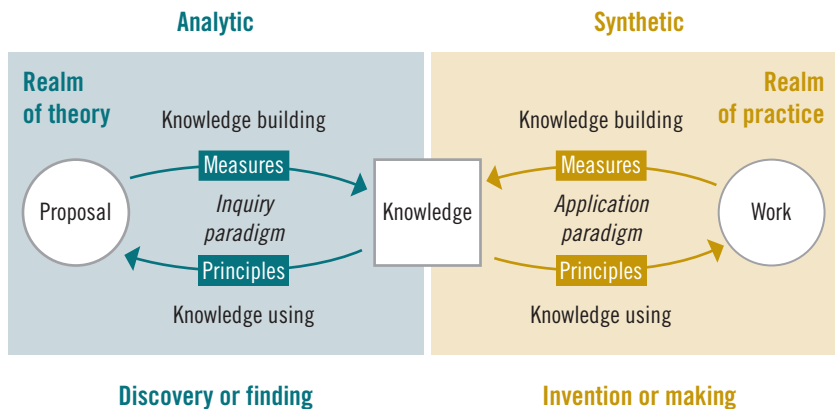 Analytic
Synthetic
Realm
of theory
Realm
of practice
Knowledge building
Knowledge building
Measures
Measures
Proposal
Inquiry
paradigm
Knowledge
Application
paradigm
Work
Principles
Principles
Knowledge using
Knowledge using
Discovery or finding
Invention or making